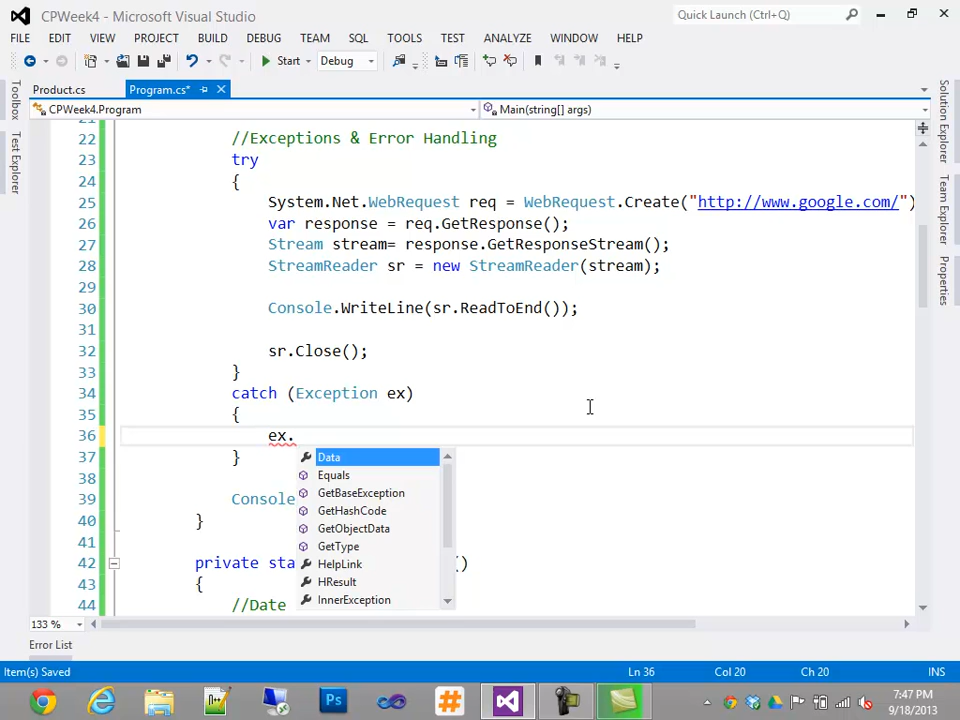 CPWeek4 - Microsoft Visual Studio
Quick Launch (Ctrl+Q)
FILE EDIT VIEW PROJECT BUILD DEBUG TEAM SQL TOOLS TEST ANALYZE WINDOW HELP
Start Debug
Product.cs Program.cs*
CPWeek4.Program Main(string[] args)
Toolbox
Test Explorer
Solution Explorer
Team Explorer
Properties
21
22 //Exceptions & Error Handling
23 try
24 {
25 System.Net.WebRequest req = WebRequest.Create("http://www.google.com/")
26 var response = req.GetResponse();
27 Stream stream= response.GetResponseStream();
28 StreamReader sr = new StreamReader(stream);
29
30 Console.WriteLine(sr.ReadToEnd());
31
32 sr.Close();
33 }
34 catch (Exception ex)
35 {
36 ex.
37 }
38
39 Console
40 }
41
42 private sta ()
43 {
44 //Date
Data
Equals
GetBaseException
GetHashCode
GetObjectData
GetType
HelpLink
HResult
InnerException
133 %
Error List
Item(s) Saved Ln 36 Col 20 Ch 20 INS
7:47 PM
9/18/2013